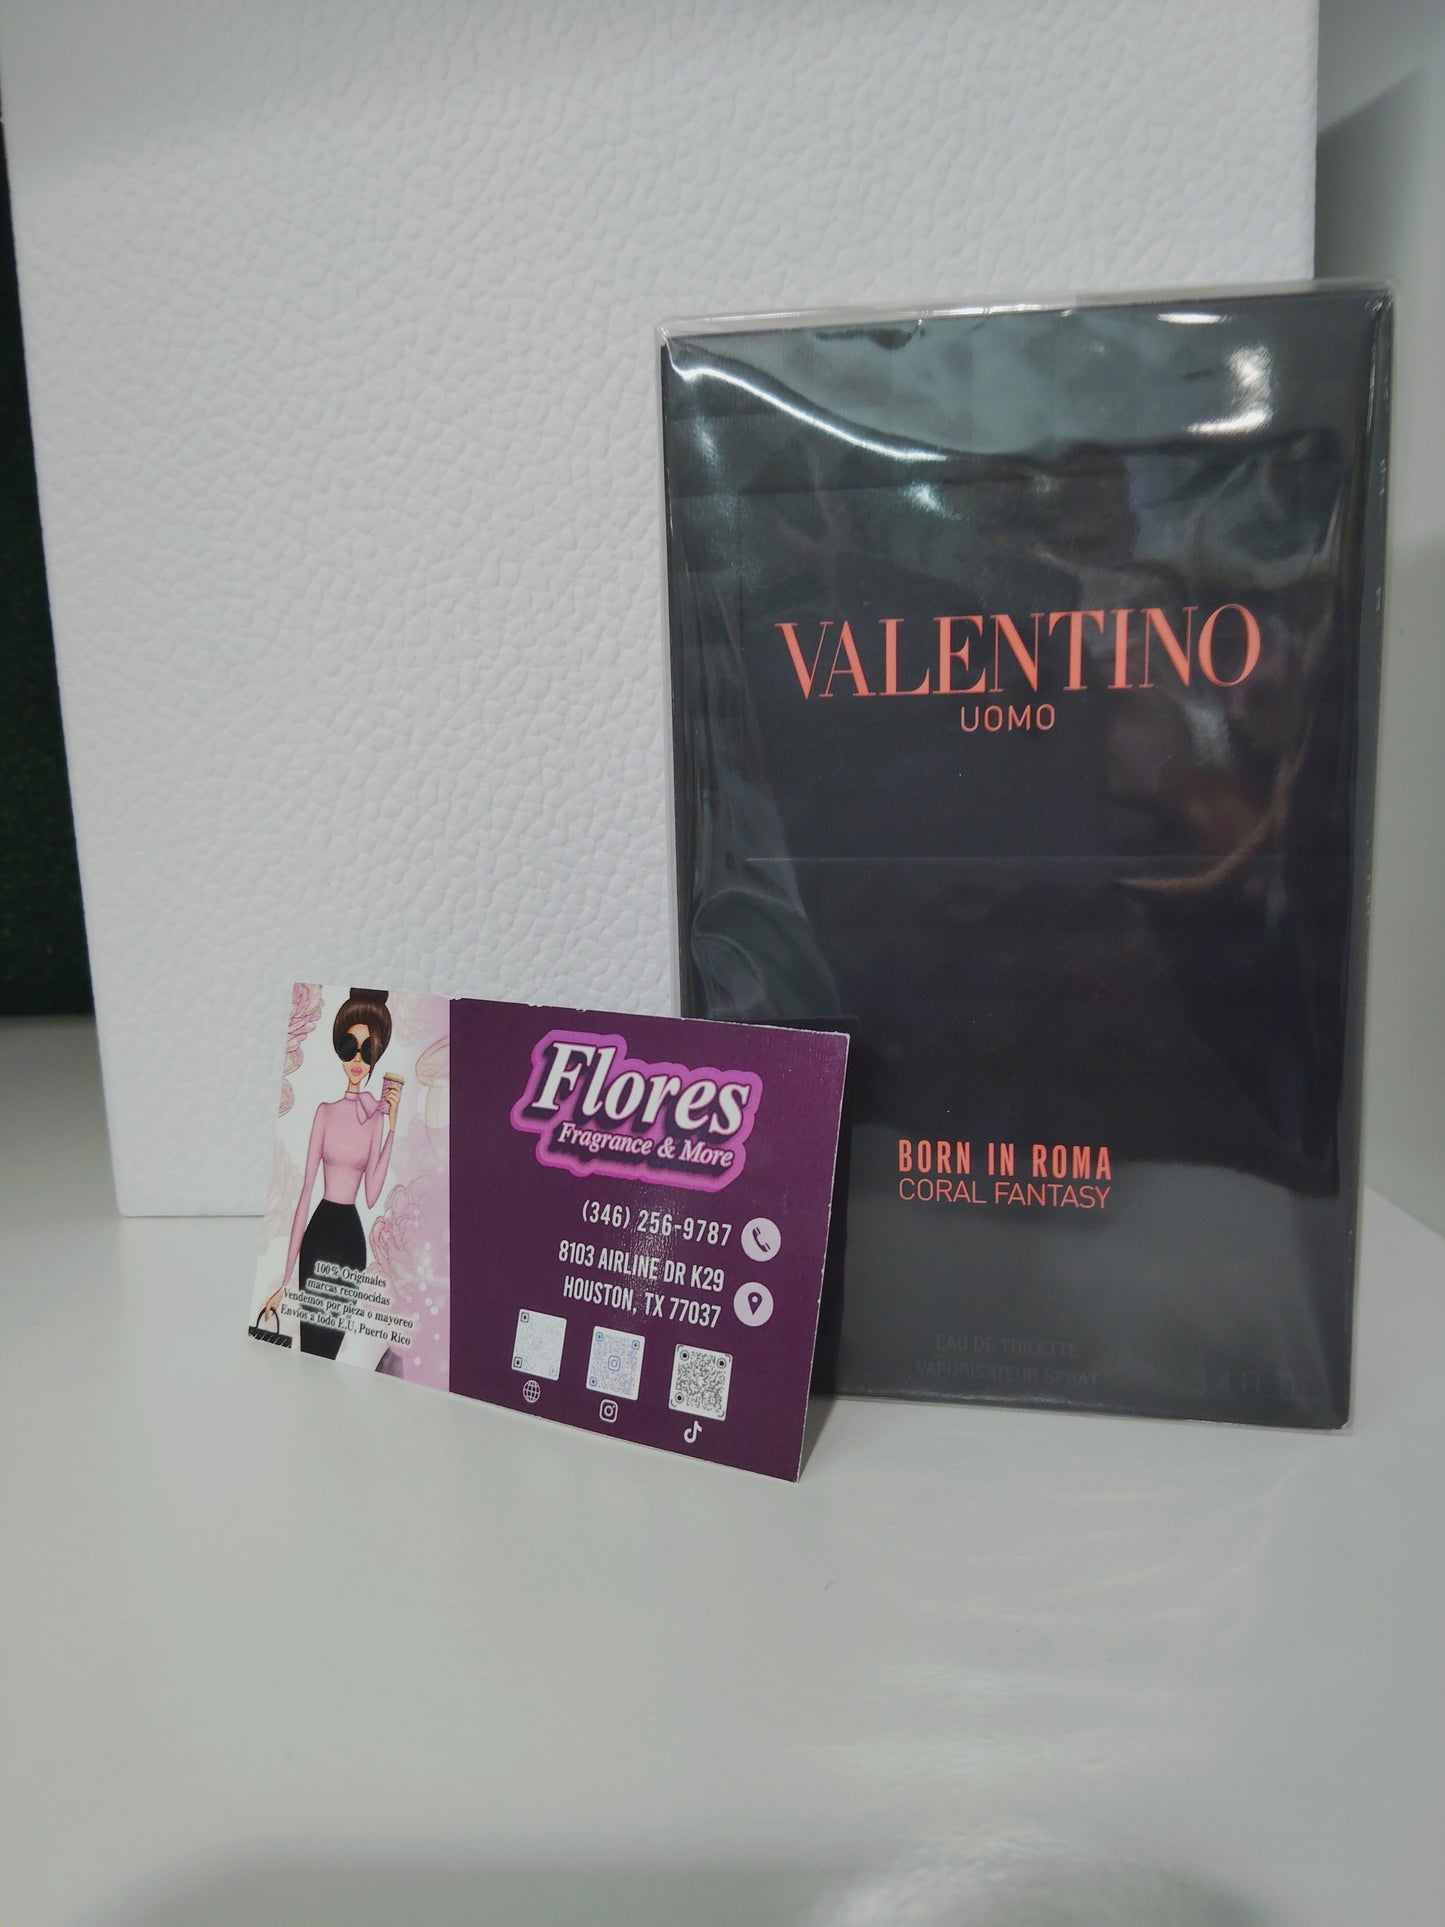 VALENTINO
UOMO
BORN IN ROMA
CORAL FANTASY
EAU DE TOILETTE
VAPORISATEUR SPRAY
3.4 FL OZ
Flores
Fragrance & More
(346) 256-9787
8103 AIRLINE DR K29
HOUSTON, TX 77037
100% Originales
marcas reconocidas
Vendemos por pieza o mayoreo
Envios a todo E.U, Puerto Rico